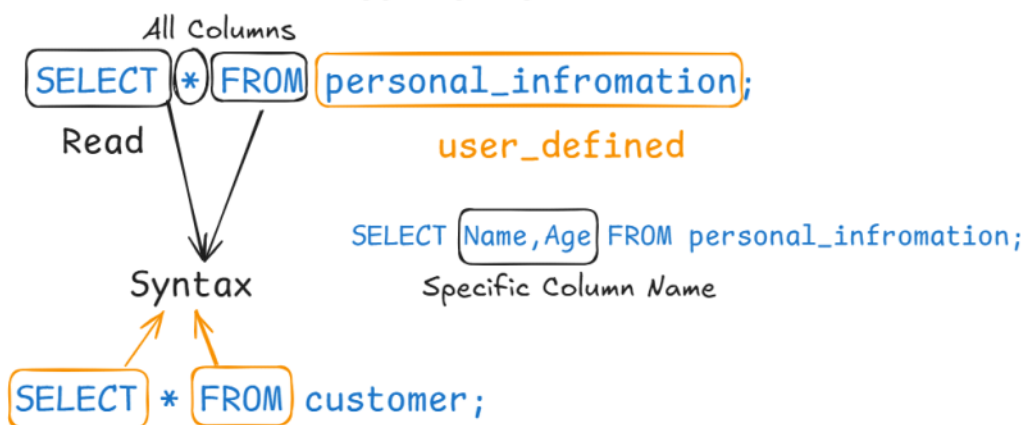 All Columns
SELECT * FROM personal_infromation;
Read
user_defined
SELECT Name,Age FROM personal_infromation;
Syntax
Specific Column Name
SELECT * FROM customer;